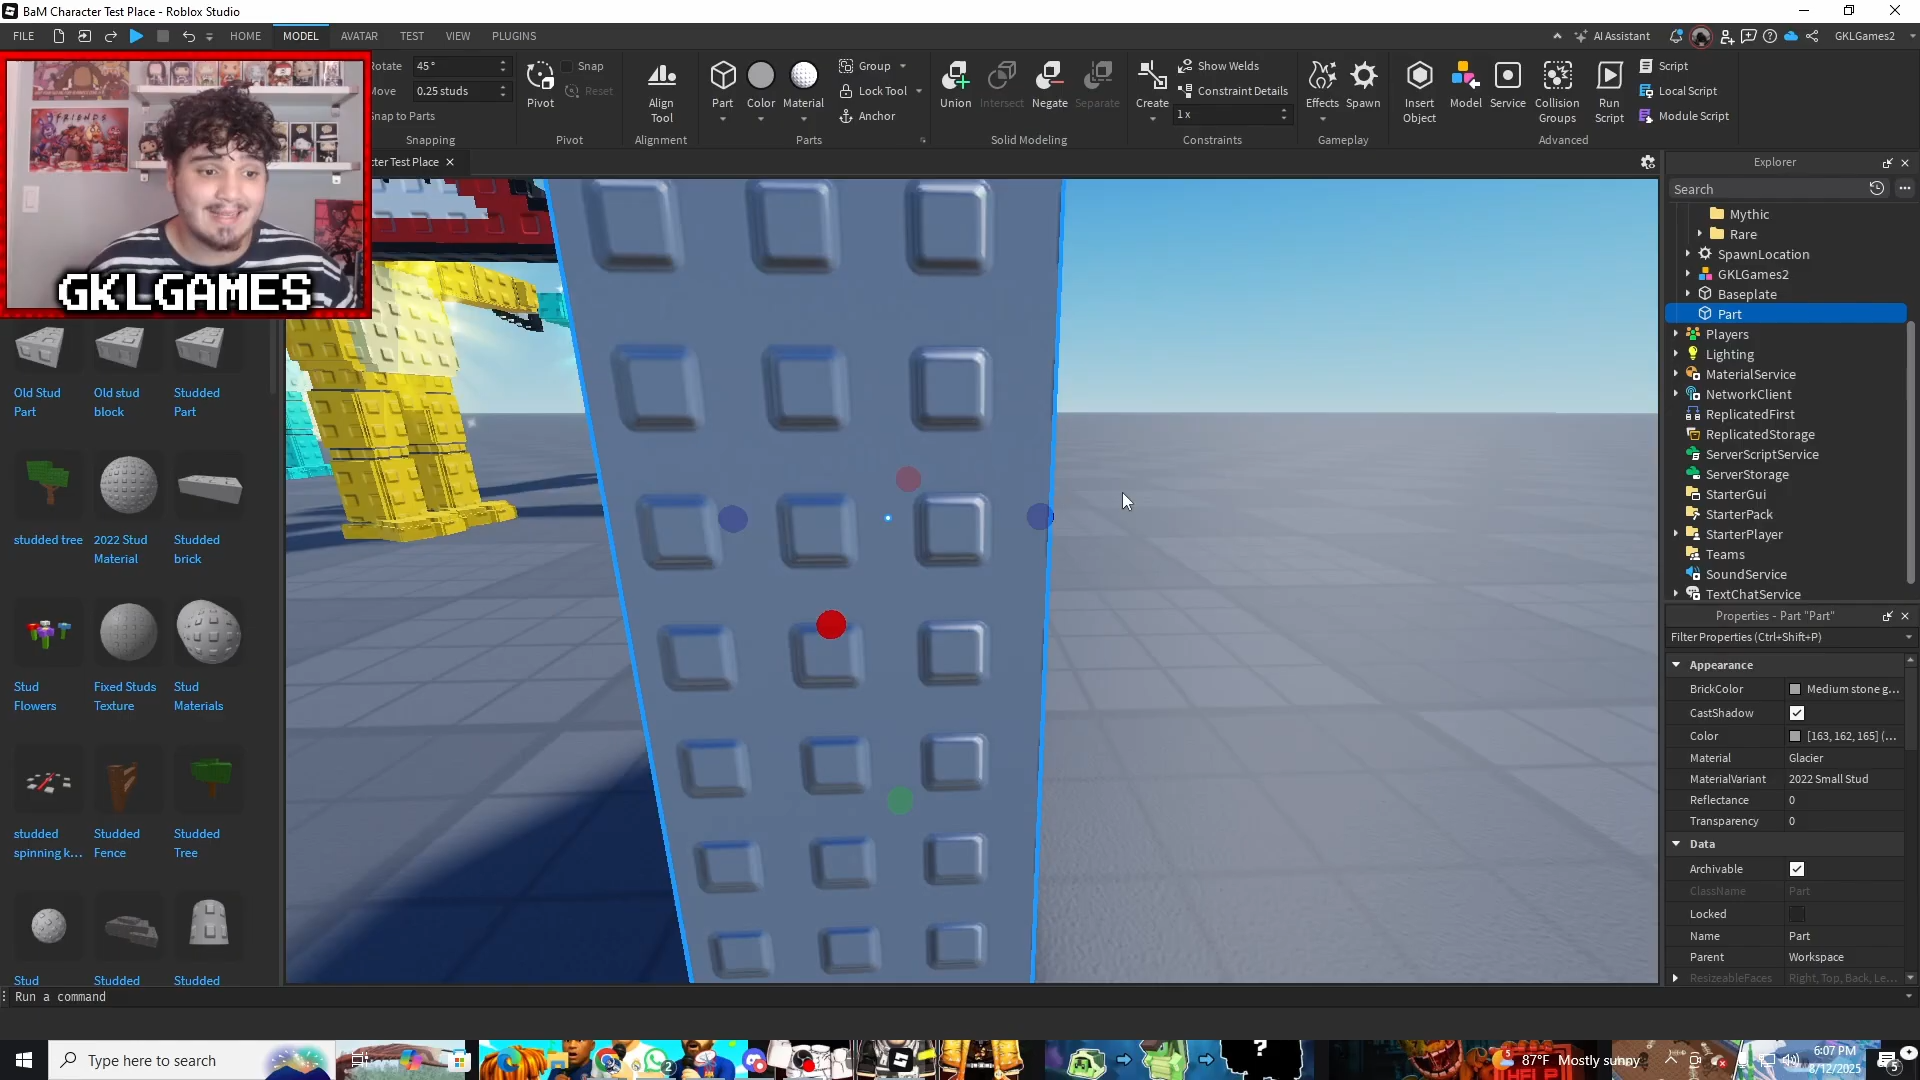 BaM Character Test Place - Roblox Studio
FILE
HOME
MODEL
AVATAR
TEST
VIEW
PLUGINS
AI Assistant
GKLGames2
Rotate
45°
Move
0.25 studs
Snap to Parts
Snapping
Pivot
Snap
Reset
Pivot
Align
Tool
Alignment
Part
Color
Material
Group
Lock Tool
Anchor
Parts
Union
Intersect
Negate
Separate
Solid Modeling
Create
Show Welds
Constraint Details
1 x
Constraints
Effects
Spawn
Gameplay
Insert
Object
Model
Service
Collision
Groups
Run
Script
Script
Local Script
Module Script
Advanced
FRIENDS
GKLGAMES
cter Test Place
Old Stud
Part
Old stud
block
Studded
Part
studded tree
2022 Stud
Material
Studded
brick
Stud
Flowers
Fixed Studs
Texture
Stud
Materials
studded
spinning k...
Studded
Fence
Studded
Tree
Stud
Studded
Studded
Explorer
Search
Mythic
Rare
SpawnLocation
GKLGames2
Baseplate
Part
Players
Lighting
MaterialService
NetworkClient
ReplicatedFirst
ReplicatedStorage
ServerScriptService
ServerStorage
StarterGui
StarterPack
StarterPlayer
Teams
SoundService
TextChatService
Properties - Part "Part"
Filter Properties (Ctrl+Shift+P)
Appearance
BrickColor
Medium stone g...
CastShadow
Color
[163, 162, 165] (...
Material
Glacier
MaterialVariant
2022 Small Stud
Reflectance
0
Transparency
0
Data
Archivable
ClassName
Part
Locked
Name
Part
Parent
Workspace
ResizeableFaces
Right, Top, Back, Le...
Run a command
Type here to search
2
HELP
87°F Mostly sunny
6:07 PM
8/12/2025
5